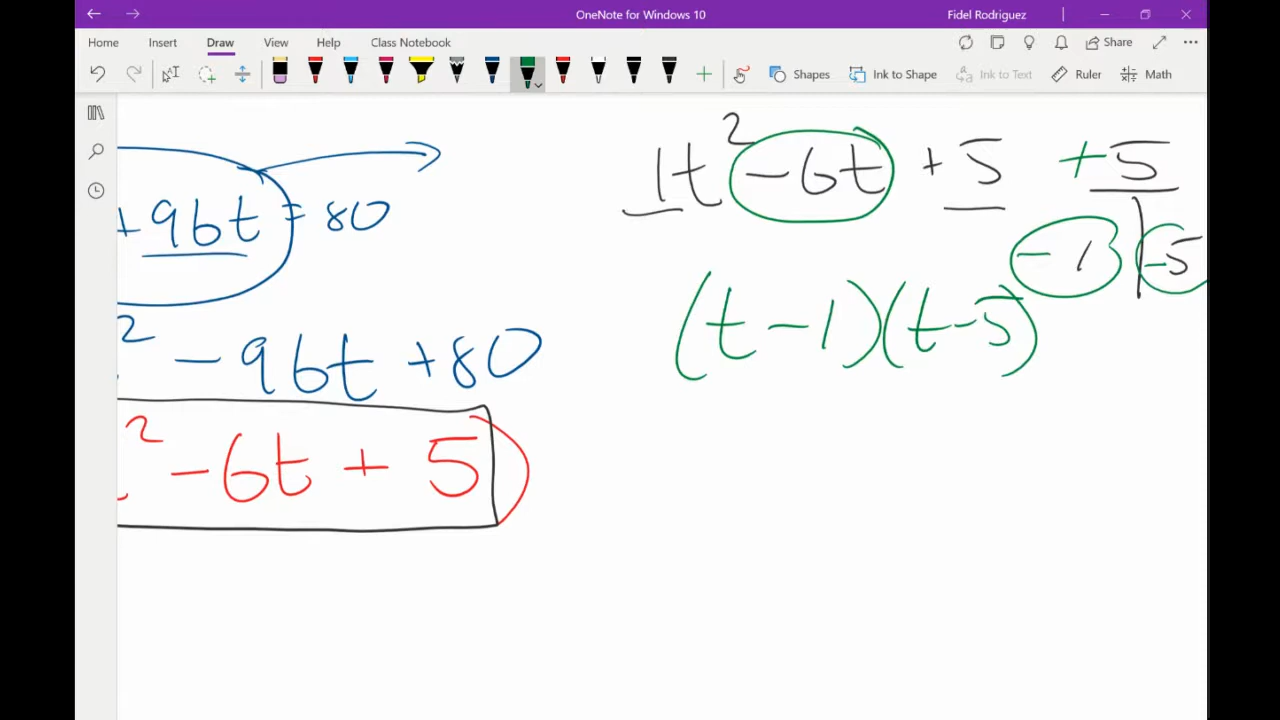 OneNote for Windows 10
Fidel Rodriguez
Home Insert Draw View Help Class Notebook
Share
Shapes Ink to Shape Ink to Text Ruler Math
+96t = 80
² - 96t + 80
² - 6t + 5)
1t² - 6t + 5
+5
-1 | -5
(t - 1)(t - 5)